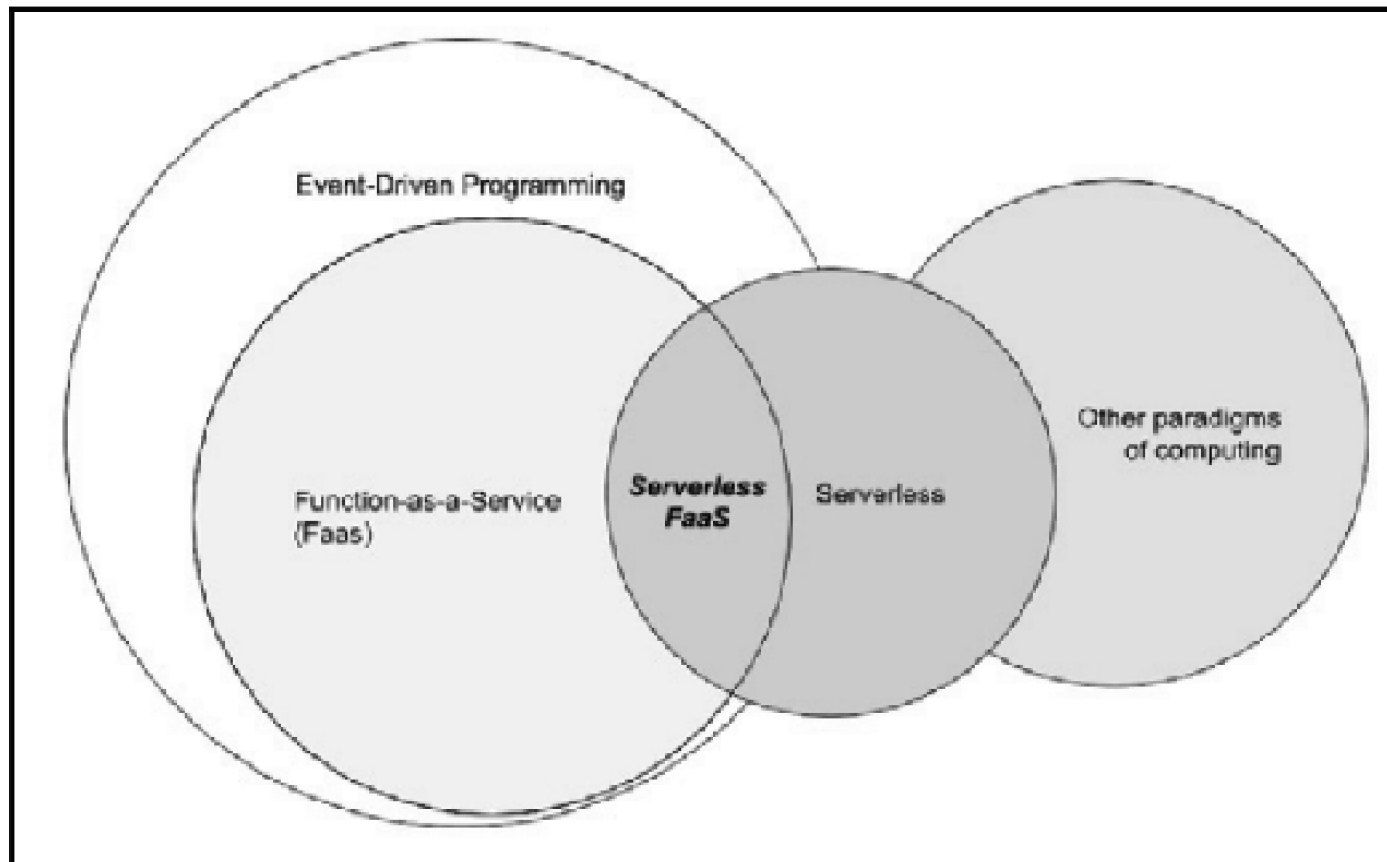 Event-Driven Programming
Other paradigms
of computing
Function-as-a-Service
(Faas)
Serverless
FaaS
Serverless